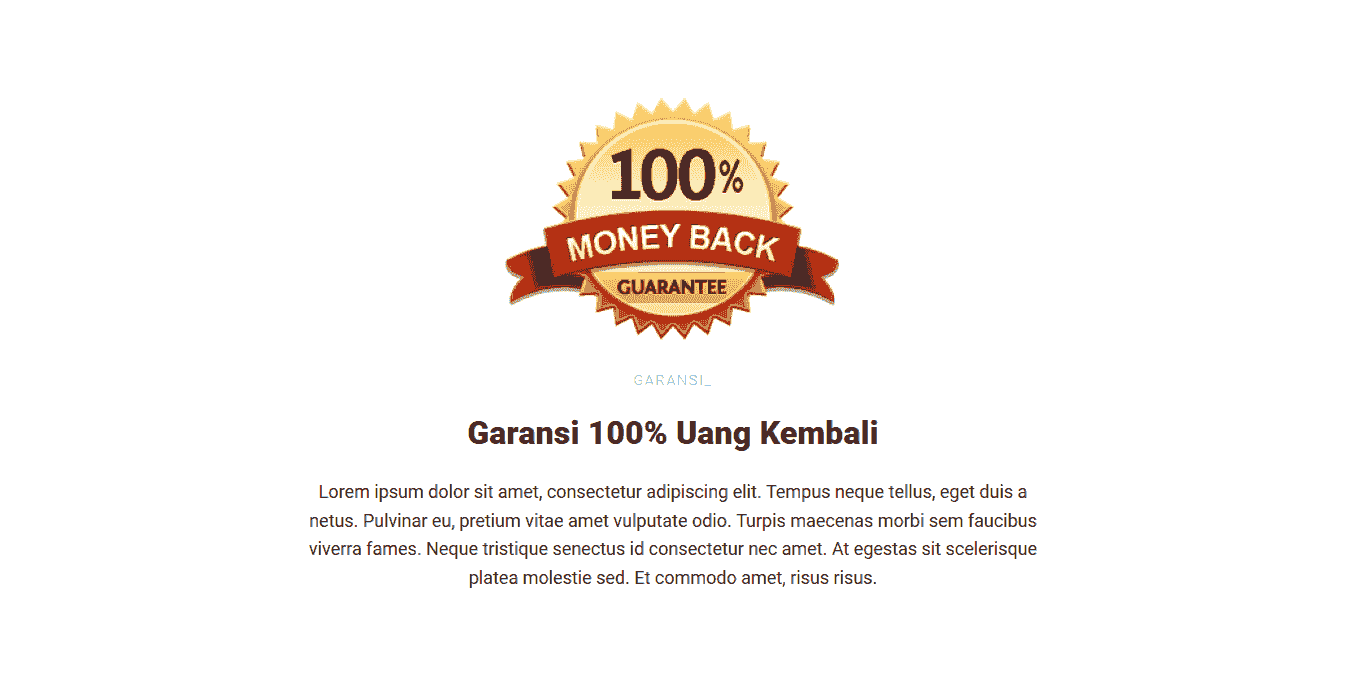 100%
MONEY BACK
GUARANTEE
GARANSI_
Garansi 100% Uang Kembali
Lorem ipsum dolor sit amet, consectetur adipiscing elit. Tempus neque tellus, eget duis a
netus. Pulvinar eu, pretium vitae amet vulputate odio. Turpis maecenas morbi sem faucibus
viverra fames. Neque tristique senectus id consectetur nec amet. At egestas sit scelerisque
platea molestie sed. Et commodo amet, risus risus.